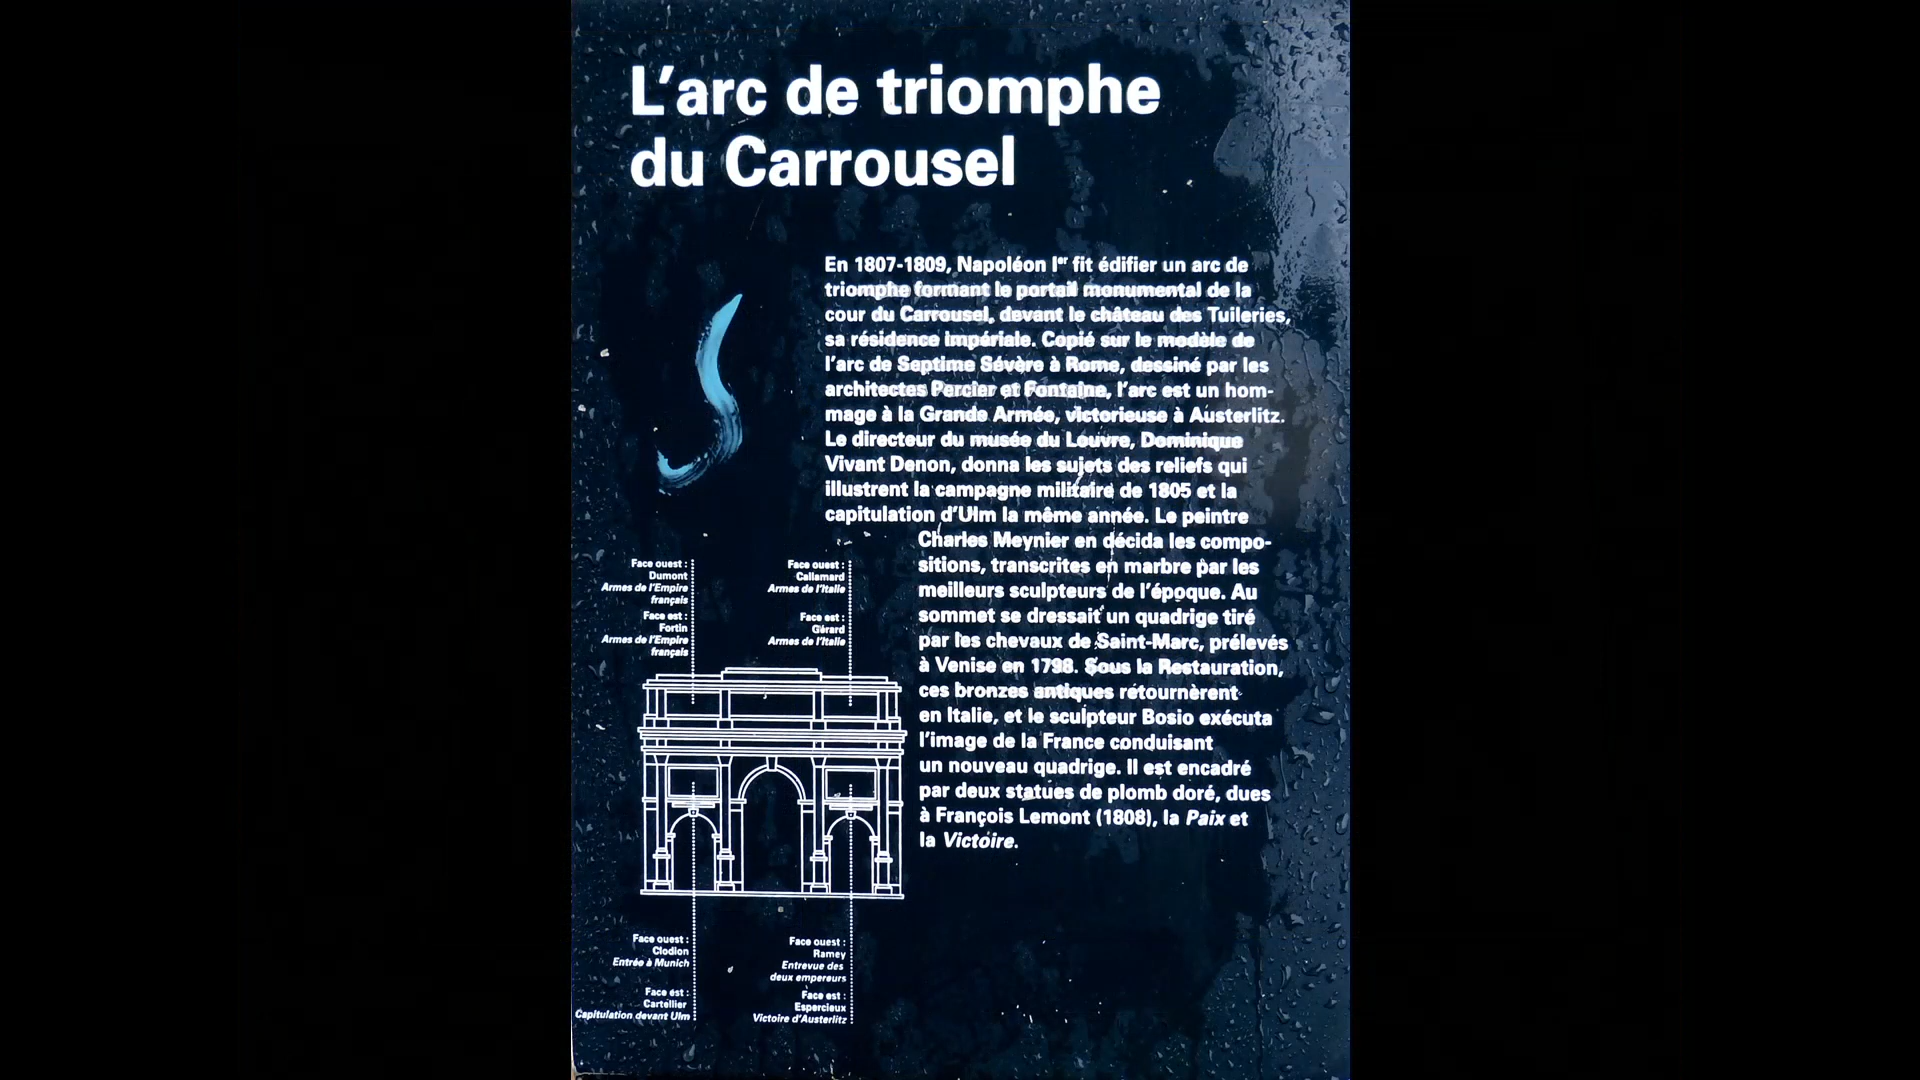 L'arc de triomphe
du Carrousel
En 1807-1809, Napoléon Ier fit édifier un arc de
triomphe formant le portail monumental de la
cour du Carrousel, devant le château des Tuileries,
sa résidence impériale. Copié sur le modèle de
l'arc de Septime Sévère à Rome, dessiné par les
architectes Percier et Fontaine, l'arc est un hom-
mage à la Grande Armée, victorieuse à Austerlitz.
Le directeur du musée du Louvre, Dominique
Vivant Denon, donna les sujets des reliefs qui
illustrent la campagne militaire de 1805 et la
capitulation d'Ulm la même année. Le peintre
Charles Meynier en décida les compo-
sitions, transcrites en marbre par les
meilleurs sculpteurs de l'époque. Au
sommet se dressait un quadrige tiré
par les chevaux de Saint-Marc, prélevés
à Venise en 1798. Sous la Restauration,
ces bronzes antiques retournèrent
en Italie, et le sculpteur Bosio exécuta
l'image de la France conduisant
un nouveau quadrige. Il est encadré
par deux statues de plomb doré, dues
à François Lemont (1808), la Paix et
la Victoire.
Face ouest :
Dumont
Armes de l'Empire
français
Face est :
Fortin
Armes de l'Empire
français
Face ouest :
Callamard
Armes de l'Italie
Face est :
Gérard
Armes de l'Italie
Face ouest :
Clodion
Entrée à Munich
Face est :
Cartellier
Capitulation devant Ulm
Face ouest :
Ramey
Entrevue des
deux empereurs
Face est :
Espercieux
Victoire d'Austerlitz